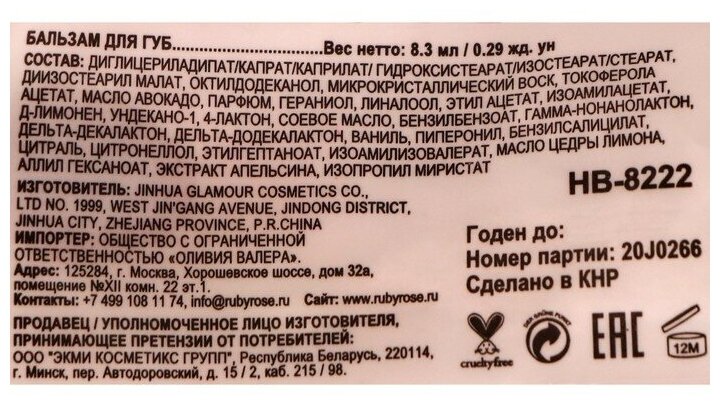 БАЛЬЗАМ ДЛЯ ГУБ........................Вес нетто: 8.3 мл / 0.29 жд. ун
СОСТАВ: ДИГЛИЦЕРИЛАДИПАТ/КАПРАТ/КАПРИЛАТ/ ГИДРОКСИСТЕАРАТ/ИЗОСТЕАРАТ/СТЕАРАТ,
ДИИЗОСТЕАРИЛ МАЛАТ, ОКТИЛДОДЕКАНОЛ, МИКРОКРИСТАЛЛИЧЕСКИЙ ВОСК, ТОКОФЕРОЛА
АЦЕТАТ, МАСЛО АВОКАДО, ПАРФЮМ, ГЕРАНИОЛ, ЛИНАЛООЛ, ЭТИЛ АЦЕТАТ, ИЗОАМИЛАЦЕТАТ,
Д-ЛИМОНЕН, УНДЕКАНО-1, 4-ЛАКТОН, СОЕВОЕ МАСЛО, БЕНЗИЛБЕНЗОАТ, ГАММА-НОНАНОЛАКТОН,
ДЕЛЬТА-ДЕКАЛАКТОН, ДЕЛЬТА-ДОДЕКАЛАКТОН, ВАНИЛЬ, ПИПЕРОНИЛ, БЕНЗИЛСАЛИЦИЛАТ,
ЦИТРАЛЬ, ЦИТРОНЕЛЛОЛ, ЭТИЛГЕПТАНОАТ, ИЗОАМИЛИЗОВАЛЕРАТ, МАСЛО ЦЕДРЫ ЛИМОНА,
АЛЛИЛ ГЕКСАНОАТ, ЭКСТРАКТ АПЕЛЬСИНА, ИЗОПРОПИЛ МИРИСТАТ
ИЗГОТОВИТЕЛЬ: JINHUA GLAMOUR COSMETICS CO.,
LTD NO. 1999, WEST JIN'GANG AVENUE, JINDONG DISTRICT,
JINHUA CITY, ZHEJIANG PROVINCE, P.R.CHINA
ИМПОРТЕР: ОБЩЕСТВО С ОГРАНИЧЕННОЙ
ОТВЕТСТВЕННОСТЬЮ «ОЛИВИЯ ВАЛЕРА».
Адрес: 125284, г. Москва, Хорошевское шоссе, дом 32а,
помещение №XII комн. 22 эт.1.
Контакты: +7 499 108 11 74, info@rubyrose.ru Сайт: www.rubyrose.ru
ПРОДАВЕЦ / УПОЛНОМОЧЕННОЕ ЛИЦО ИЗГОТОВИТЕЛЯ,
ПРИНИМАЮЩЕЕ ПРЕТЕНЗИИ ОТ ПОТРЕБИТЕЛЕЙ:
ООО "ЭКМИ КОСМЕТИКС ГРУПП", Республика Беларусь, 220114,
г. Минск, пер. Автодоровский, д. 15 / 2, каб. 215 / 98.
HB-8222
Годен до:
Номер партии: 20J0266
Сделано в КНР
crueltyfree
DER GRÜNE PUNKT
EAC
12M